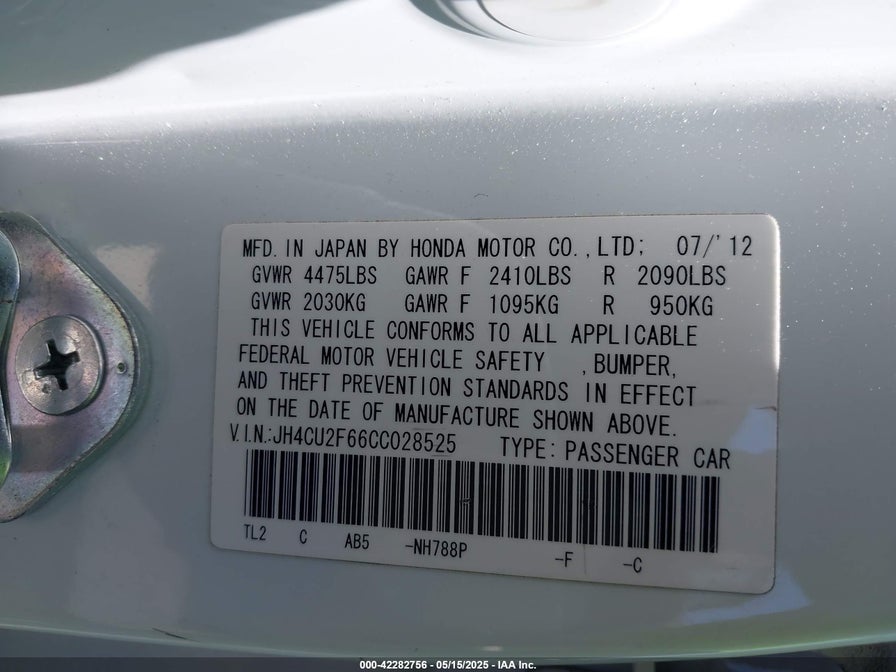 MFD. IN JAPAN BY HONDA MOTOR CO.,LTD; 07/'12
GVWR 4475LBS GAWR F 2410LBS R 2090LBS
GVWR 2030KG GAWR F 1095KG R 950KG
THIS VEHICLE CONFORMS TO ALL APPLICABLE
FEDERAL MOTOR VEHICLE SAFETY , BUMPER,
AND THEFT PREVENTION STANDARDS IN EFFECT
ON THE DATE OF MANUFACTURE SHOWN ABOVE.
V.I.N.:JH4CU2F66CC028525 TYPE: PASSENGER CAR
TL2 C AB5 -NH788P -F -C
000-42282756 - 05/15/2025 - IAA Inc.